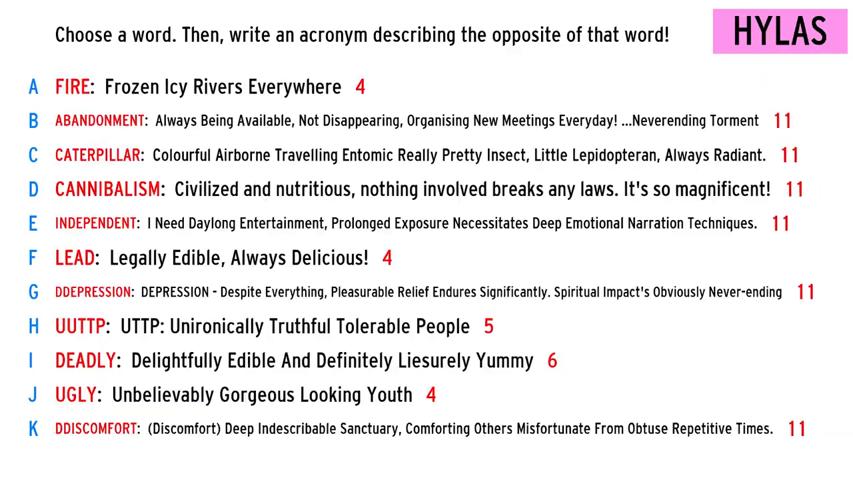 Choose a word. Then, write an acronym describing the opposite of that word!
HYLAS
A FIRE: Frozen Icy Rivers Everywhere 4
B ABANDONMENT: Always Being Available, Not Disappearing, Organising New Meetings Everyday! ...Neverending Torment 11
C CATERPILLAR: Colourful Airborne Travelling Entomic Really Pretty Insect, Little Lepidopteran, Always Radiant. 11
D CANNIBALISM: Civilized and nutritious, nothing involved breaks any laws. It's so magnificent! 11
E INDEPENDENT: I Need Daylong Entertainment, Prolonged Exposure Necessitates Deep Emotional Narration Techniques. 11
F LEAD: Legally Edible, Always Delicious! 4
G DDEPRESSION: DEPRESSION - Despite Everything, Pleasurable Relief Endures Significantly. Spiritual Impact's Obviously Never-ending 11
H UUTTP: UTTP: Unironically Truthful Tolerable People 5
I DEADLY: Delightfully Edible And Definitely Liesurely Yummy 6
J UGLY: Unbelievably Gorgeous Looking Youth 4
K DDISCOMFORT: (Discomfort) Deep Indescribable Sanctuary, Comforting Others Misfortunate From Obtuse Repetitive Times. 11